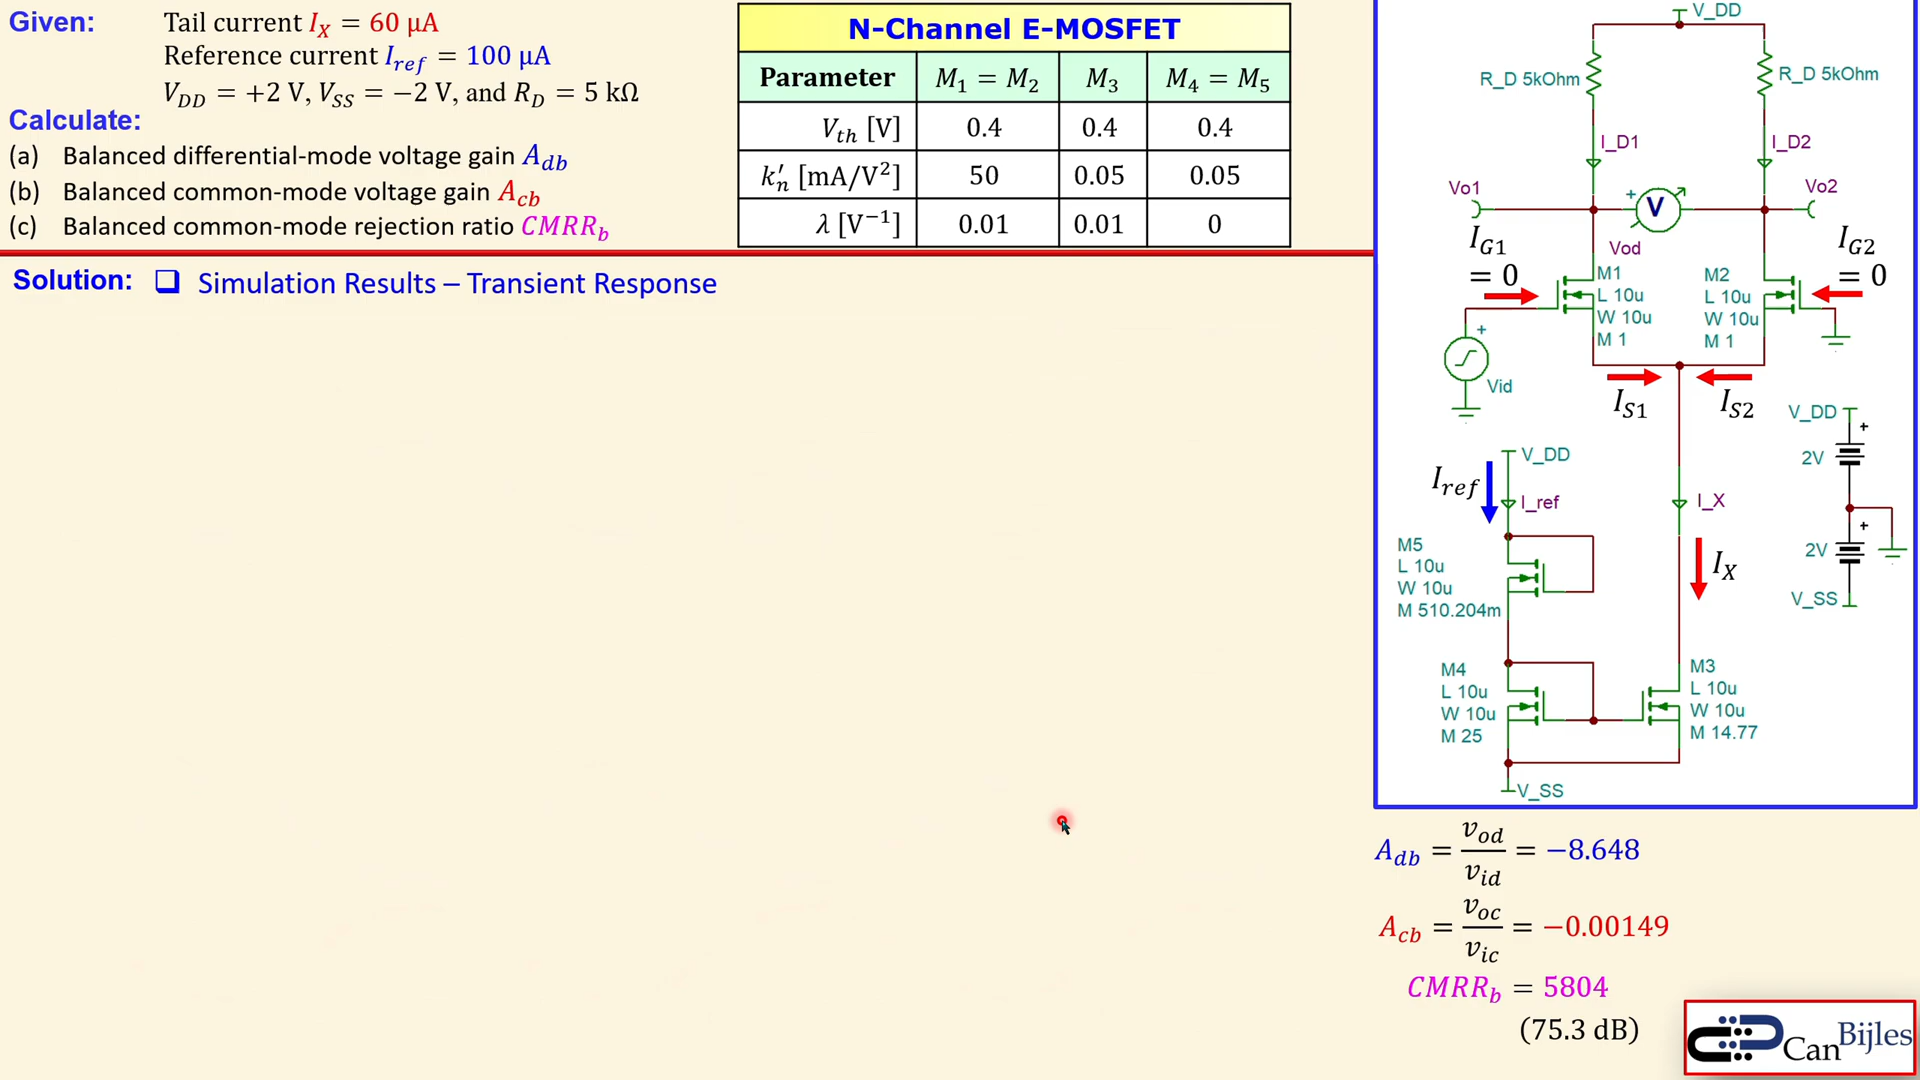 Given: Tail current I_X = 60 μA
Reference current I_ref = 100 μA
V_DD = +2 V, V_SS = −2 V, and R_D = 5 kΩ
Calculate:
(a) Balanced differential-mode voltage gain A_db
(b) Balanced common-mode voltage gain A_cb
(c) Balanced common-mode rejection ratio CMRR_b
N-Channel E-MOSFET
Parameter M_1 = M_2 M_3 M_4 = M_5
V_th [V] 0.4 0.4 0.4
k′_n [mA/V²] 50 0.05 0.05
λ [V⁻¹] 0.01 0.01 0
Solution: ❑ Simulation Results – Transient Response
V_DD
R_D 5kOhm
R_D 5kOhm
I_D1
I_D2
Vo1
Vo2
+
V
Vod
I_G1 = 0
I_G2 = 0
M1
L 10u
W 10u
M 1
M2
L 10u
W 10u
M 1
+
Vid
I_S1
I_S2
V_DD
+
2V
+
2V
V_SS
V_DD
I_ref
I_ref
I_X
I_X
M5
L 10u
W 10u
M 510.204m
M4
L 10u
W 10u
M 25
M3
L 10u
W 10u
M 14.77
V_SS
A_db = v_od / v_id = −8.648
A_cb = v_oc / v_ic = −0.00149
CMRR_b = 5804
(75.3 dB)
CanBijles